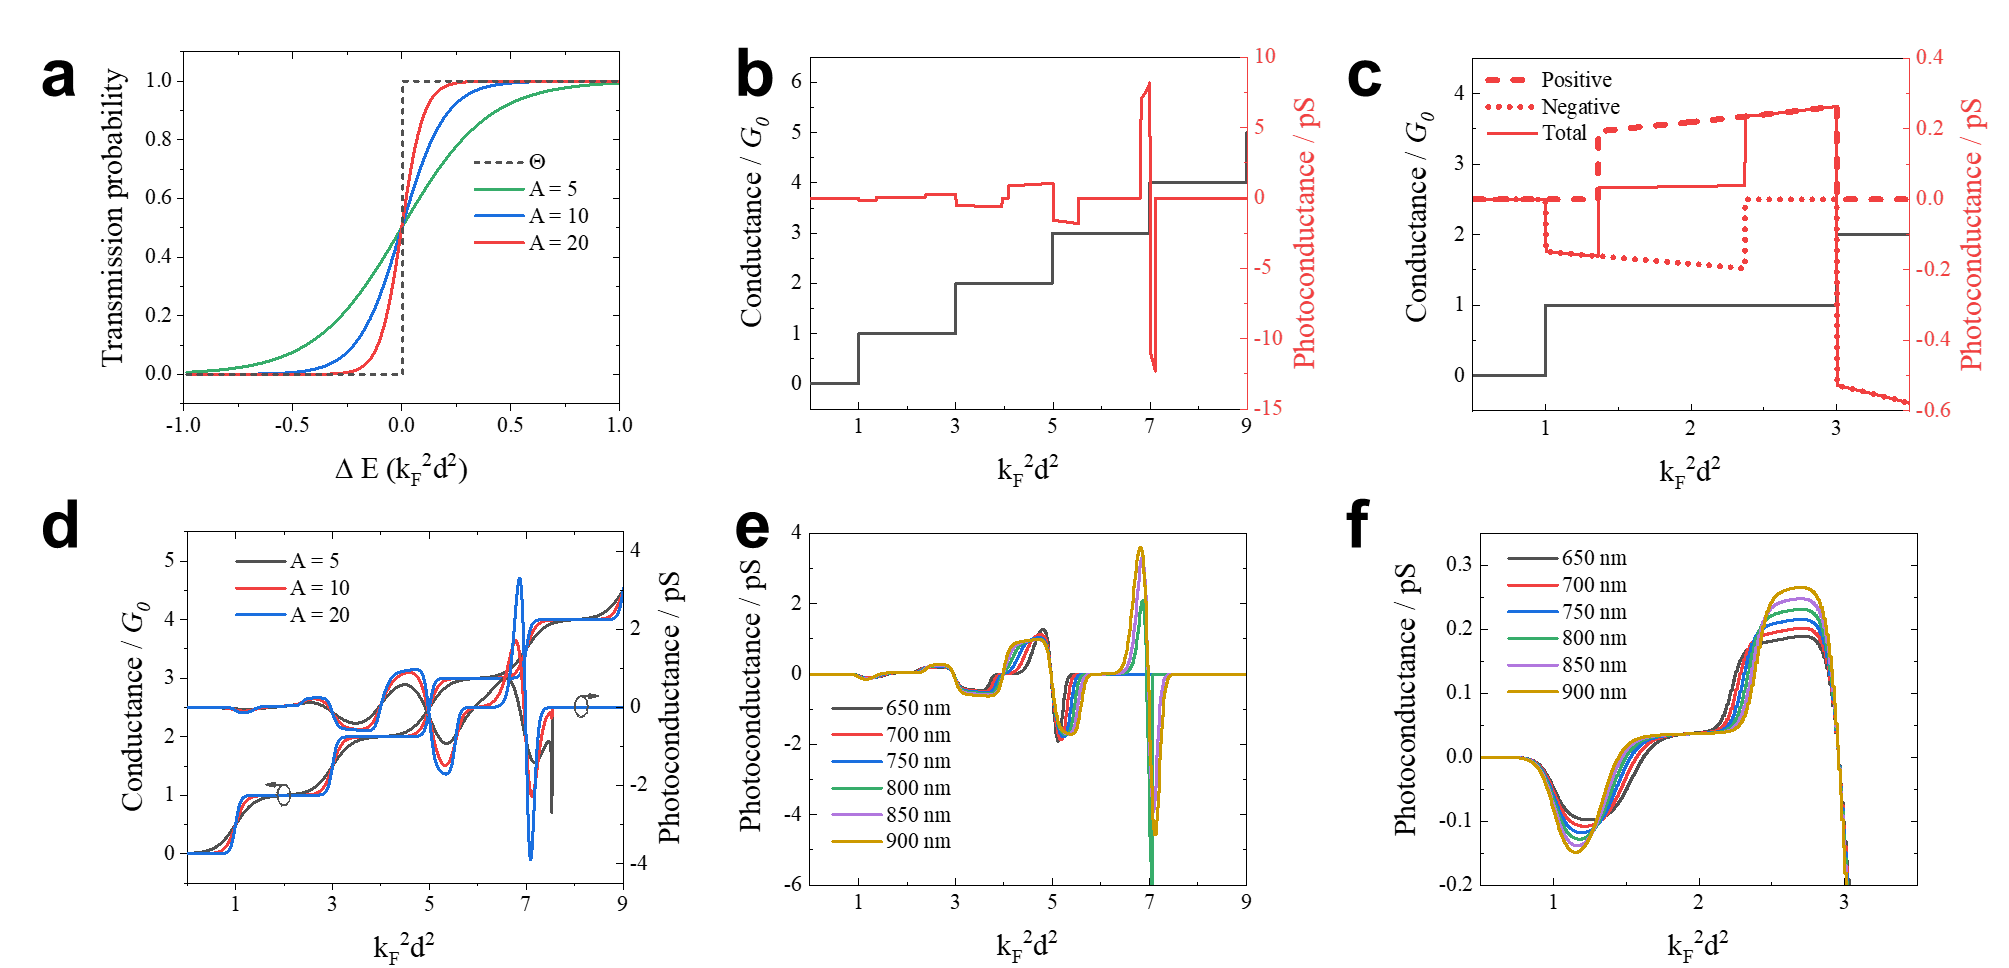 a
Transmission probability
1.0
0.8
0.6
0.4
0.2
0.0
-1.0 -0.5 0.0 0.5 1.0
Δ E (k_F²d²)
Θ
A = 5
A = 10
A = 20
b
Conductance / G₀
6
5
4
3
2
1
0
1 3 5 7 9
k_F²d²
10
5
0
-5
-10
-15
Photoconductance / pS
c
Conductance / G₀
4
3
2
1
0
1 2 3
k_F²d²
Positive
Negative
Total
0.4
0.2
0.0
-0.2
-0.4
-0.6
Photoconductance / pS
d
Conductance / G₀
5
4
3
2
1
0
1 3 5 7 9
k_F²d²
A = 5
A = 10
A = 20
4
2
0
-2
-4
Photoconductance / pS
e
Photoconductance / pS
4
2
0
-2
-4
-6
1 3 5 7 9
k_F²d²
650 nm
700 nm
750 nm
800 nm
850 nm
900 nm
f
Photoconductance / pS
0.3
0.2
0.1
0.0
-0.1
-0.2
1 2 3
k_F²d²
650 nm
700 nm
750 nm
800 nm
850 nm
900 nm